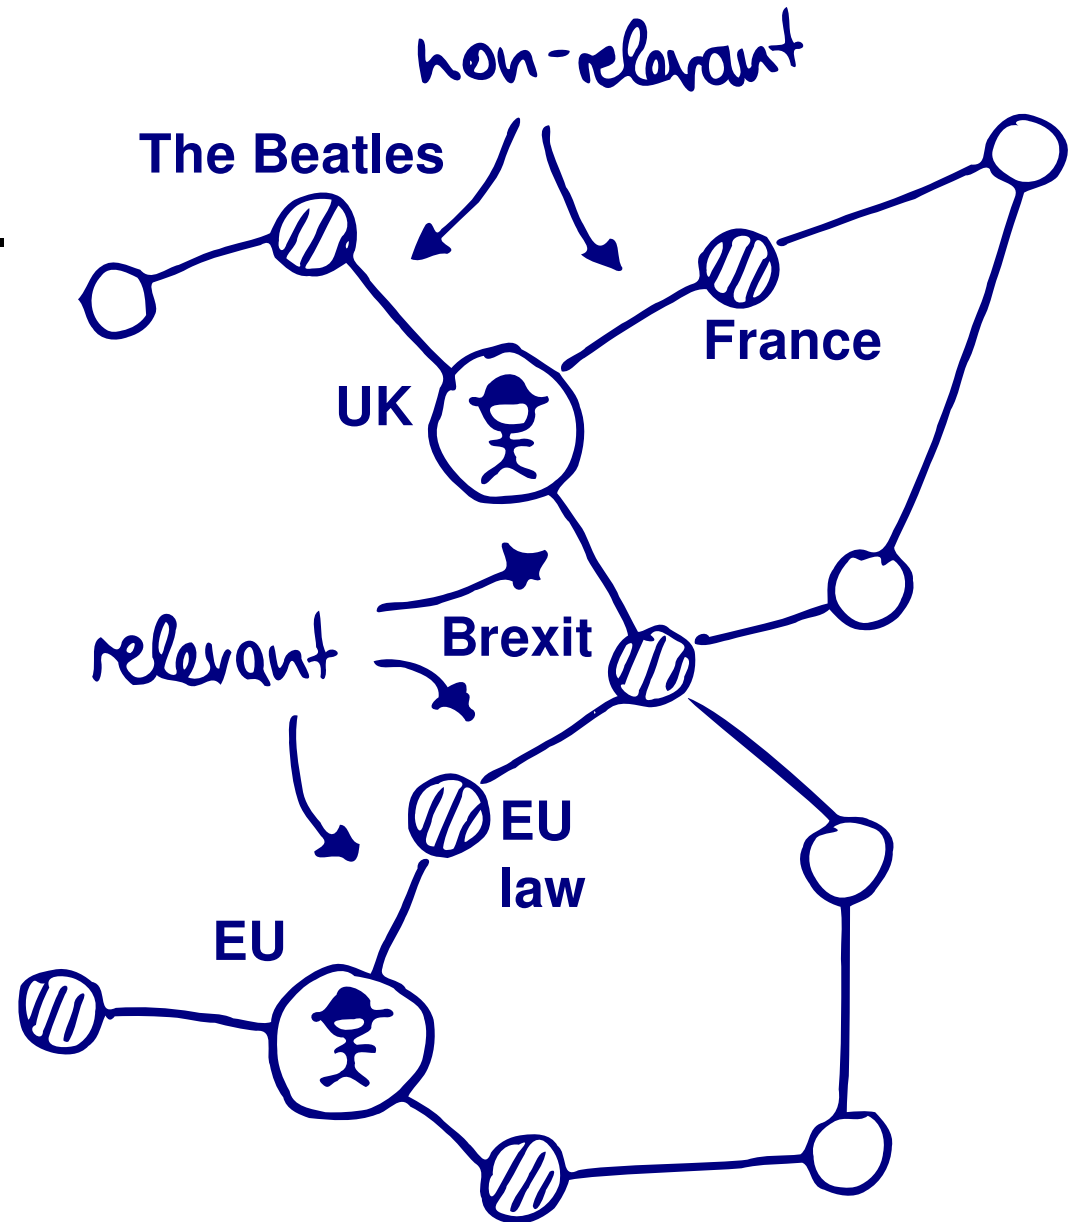 non-relevant
The Beatles
France
UK
relevant
Brexit
EU
law
EU